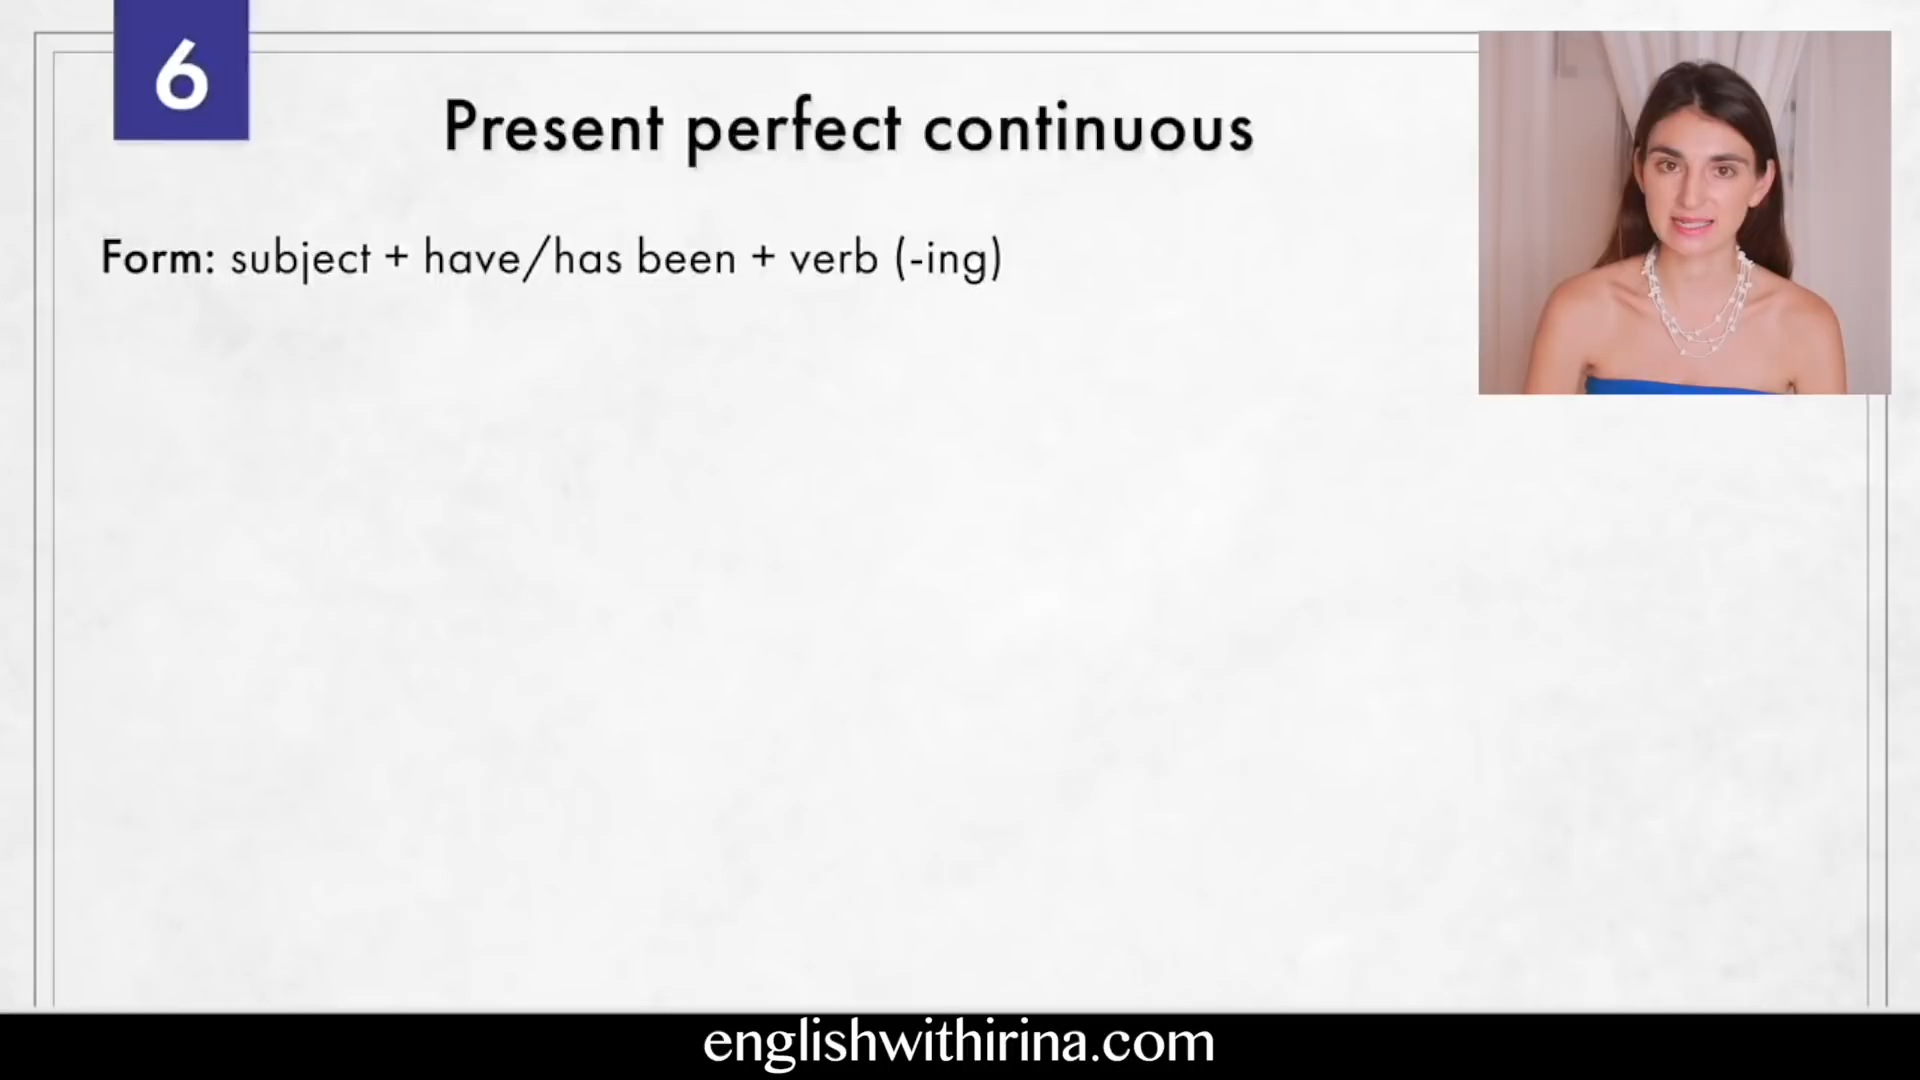 6
Present perfect continuous
Form: subject + have/has been + verb (-ing)
englishwithirina.com